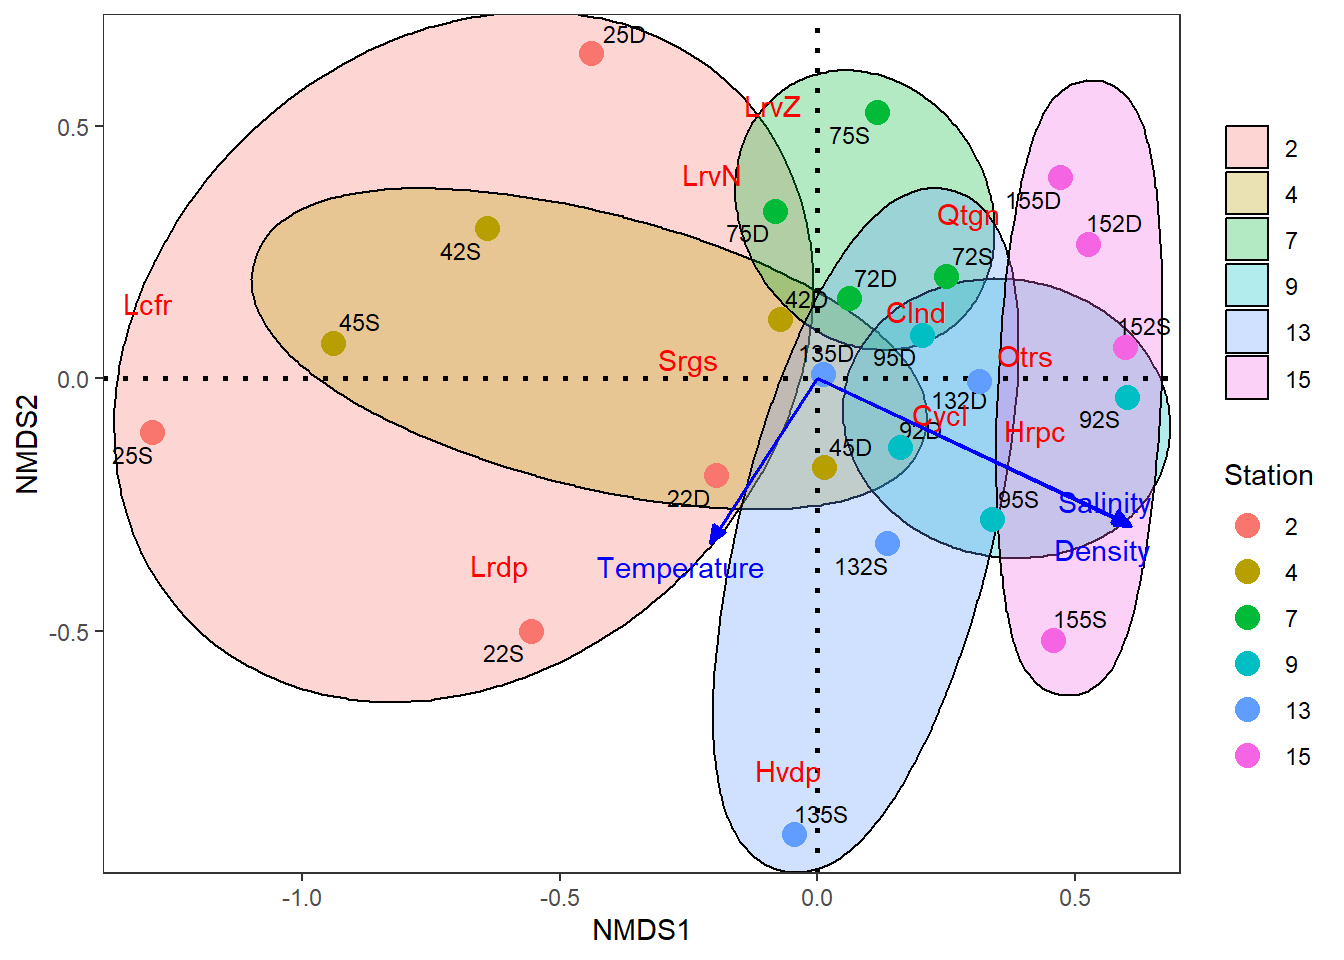 25D
0.5
LrvZ
75S
2
LrvN
4
155D
Qtgn
152D
75D
7
42S
72S
72D
9
42D
Lcfr
Clnd
45S
152S
13
135D
95D
Otrs
Srgs
15
0.0
132D
NMDS2
Cycl
92S
92D
Hrpc
25S
45D
Station
22D
95S
Salinity
2
Density
Lrdp
132S
Temperature
4
155S
7
-0.5
22S
9
13
15
Hvdp
135S
-1.0
-0.5
0.0
0.5
NMDS1